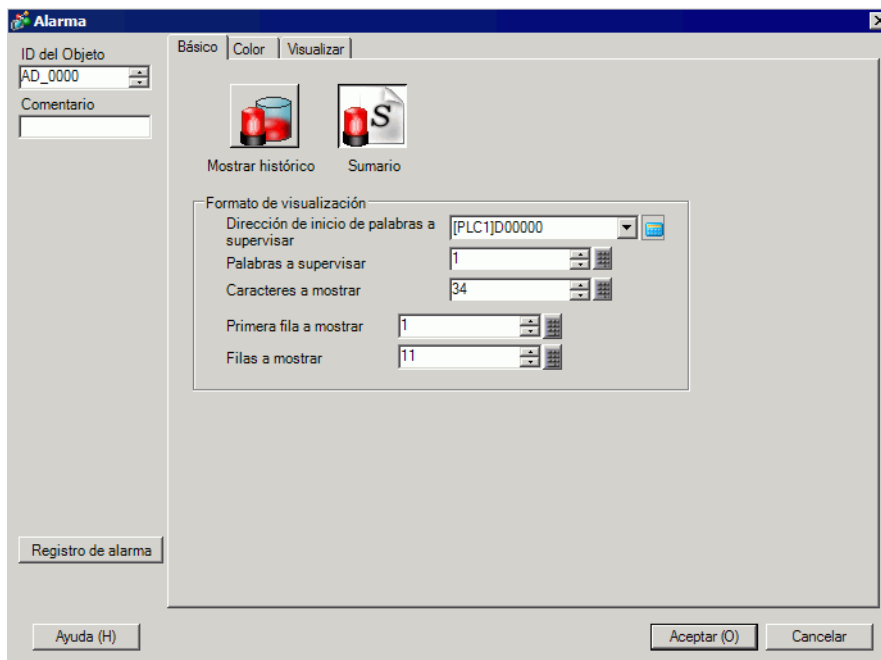 Alarma
ID del Objeto
AD_0000
Comentario
Básico
Color
Visualizar
S
Mostrar histórico
Sumario
Formato de visualización
Dirección de inicio de palabras a
supervisar
[PLC1]D00000
Palabras a supervisar
1
Caracteres a mostrar
34
Primera fila a mostrar
1
Filas a mostrar
11
Registro de alarma
Ayuda (H)
Aceptar (O)
Cancelar